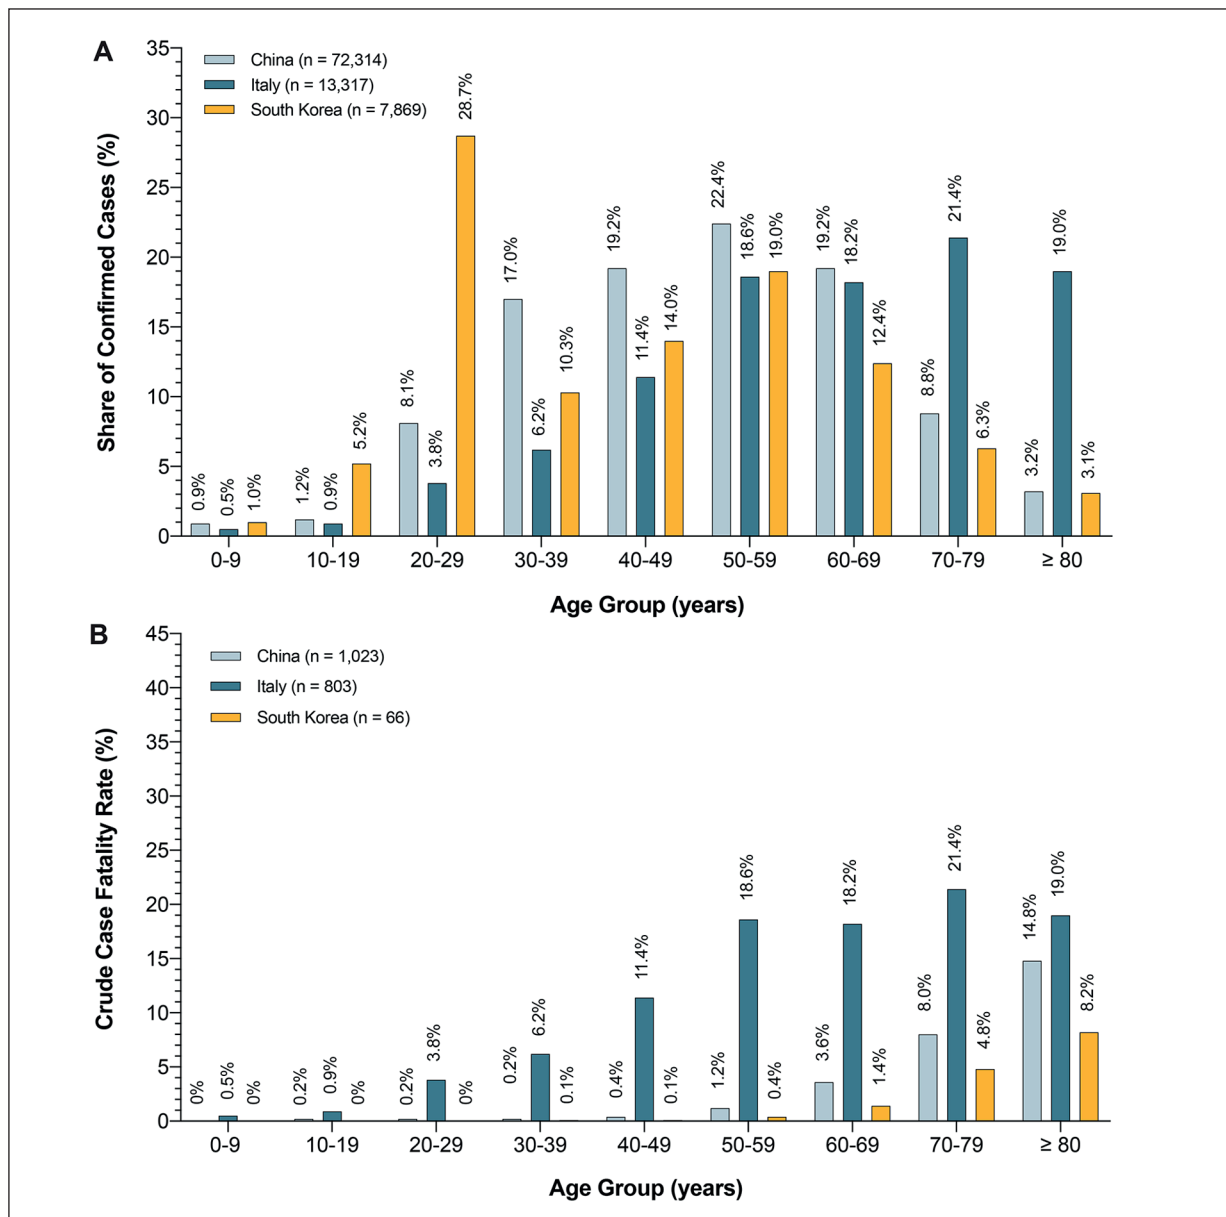 A
China (n = 72,314)
Italy (n = 13,317)
South Korea (n = 7,869)
Share of Confirmed Cases (%)
35
30
25
20
15
10
5
0
0.9% 0.5% 1.0%
1.2% 0.9% 5.2%
8.1% 3.8% 28.7%
17.0% 6.2% 10.3%
19.2% 11.4% 14.0%
22.4% 18.6% 19.0%
19.2% 18.2% 12.4%
8.8% 21.4% 6.3%
3.2% 19.0% 3.1%
0-9 10-19 20-29 30-39 40-49 50-59 60-69 70-79 ≥ 80
Age Group (years)
B
China (n = 1,023)
Italy (n = 803)
South Korea (n = 66)
Crude Case Fatality Rate (%)
45
40
35
30
25
20
15
10
5
0
0% 0.5% 0%
0.2% 0.9% 0%
0.2% 3.8% 0%
0.2% 6.2% 0.1%
0.4% 11.4% 0.1%
1.2% 18.6% 0.4%
3.6% 18.2% 1.4%
8.0% 21.4% 4.8%
14.8% 19.0% 8.2%
0-9 10-19 20-29 30-39 40-49 50-59 60-69 70-79 ≥ 80
Age Group (years)